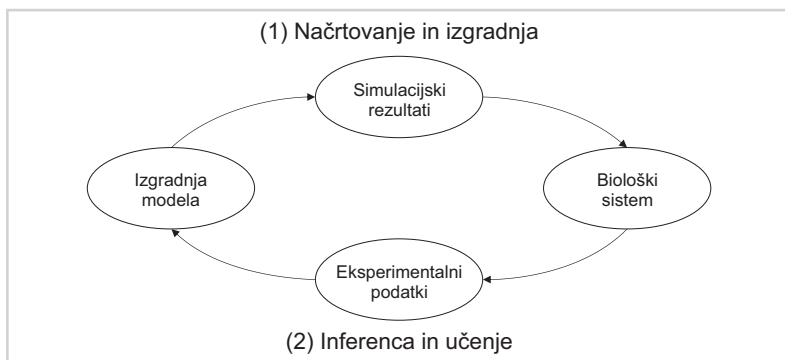 (1) Načrtovanje in izgradnja
Simulacijski
rezultati
Izgradnja
modela
Biološki
sistem
Eksperimentalni
podatki
(2) Inferenca in učenje